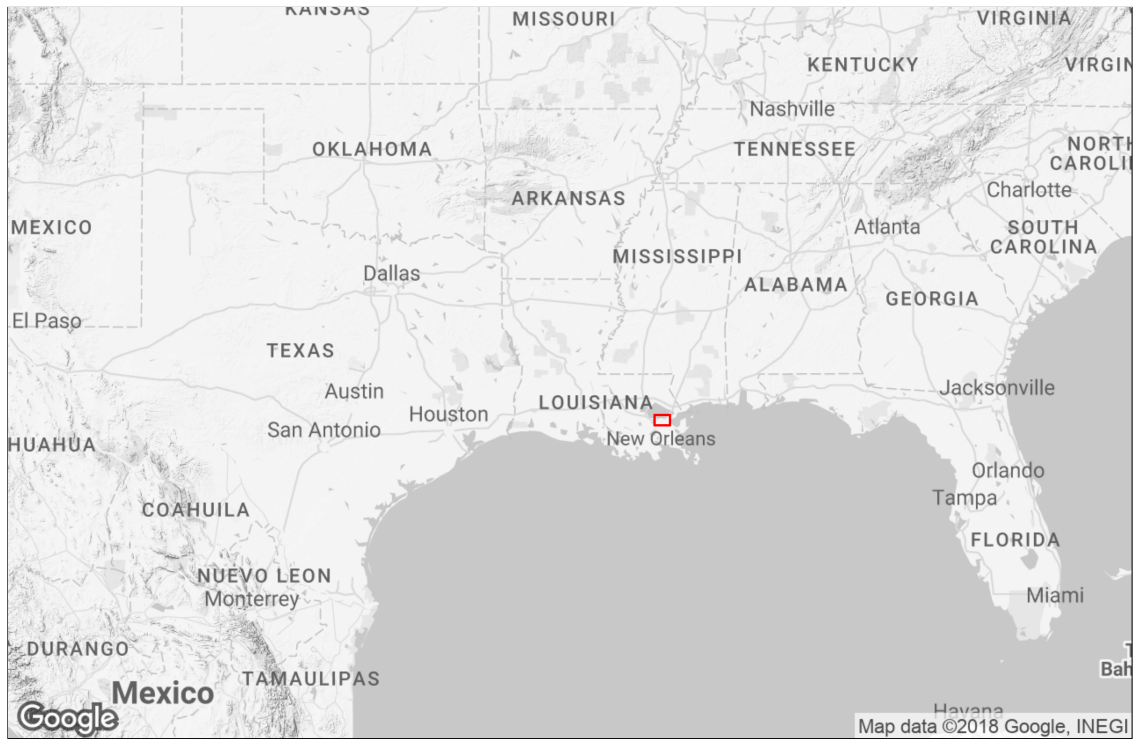 KANSAS
MISSOURI
VIRGINIA
KENTUCKY
VIRGIN
Nashville
OKLAHOMA
TENNESSEE
NORTH
CAROLI
ARKANSAS
Charlotte
MEXICO
Atlanta
SOUTH
CAROLINA
MISSISSIPPI
Dallas
ALABAMA
GEORGIA
El Paso
TEXAS
Austin
Houston
LOUISIANA
Jacksonville
San Antonio
New Orleans
HUAHUA
Orlando
Tampa
COAHUILA
FLORIDA
NUEVO LEON
Monterrey
Miami
DURANGO
T
Bah
TAMAULIPAS
Mexico
Havana
Google
Map data ©2018 Google, INEGI